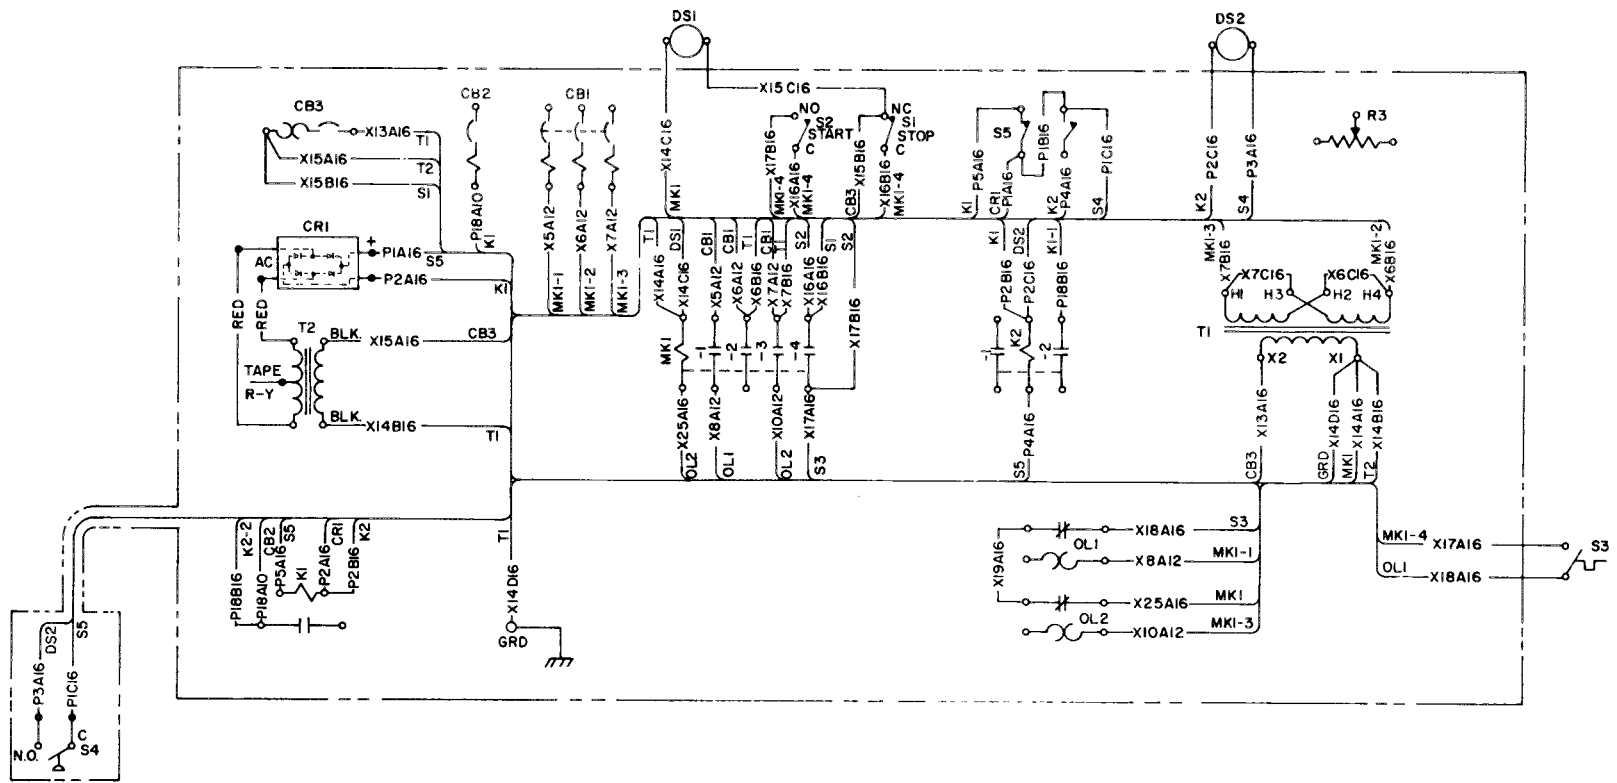 DS1
DS2
X15C16
CB3
X13A16
T1
X15A16
T2
X15B16
S1
CB2
P18A10
K1
CB1
X5A12
X6A12
X7A12
MK1-1
MK1-2
MK1-3
X14C16
MK1
NO
S2
START
C
X17B16
MK1-4
X16A16
MK1-4
NC
S1
STOP
C
X15B16
CB3
X16B16
MK1-4
P5A16
K1
S5
P1A16
CR1
P1B16
P4A16
K2
P1C16
S4
P2C16
K2
P3A16
S4
R3
CR1
AC
+
P1A16
S5
P2A16
K1
RED
RED
T2
BLK.
X15A16
CB3
TAPE
R-Y
BLK.
X14B16
T1
T1
X14A16
DS1
X14C16
CB1
X5A12
CB1
X6A12
T1
X6B16
CB1
X7A12
T1
X7B16
S2
X16A16
S1
X16B16
S2
X17B16
MK1
-1
-2
-3
-4
X25A16
OL2
X8A12
OL1
X10A12
OL2
X17A16
S3
K1
P2B16
DS2
P2C16
K1-1
P18B16
-1
K2
-2
P4A16
S5
MK1-3
X7B16
X7C16
X6C16
MK1-2
X6B16
H1
H3
H2
H4
T1
X2
X1
X13A16
CB3
X14D16
GRD
X14A16
MK1
X14B16
T2
K2-2
P18B16
CB2
P18A10
S5
P5A16
K1
CR1
P2A16
K2
P2B16
T1
X14D16
GRD
X19A16
X18A16
S3
OL1
X8A12
MK1-1
X25A16
MK1
OL2
X10A12
MK1-3
MK1-4
X17A16
S3
OL1
X18A16
DS2
S5
P3A16
P1C16
N.O.
C
S4